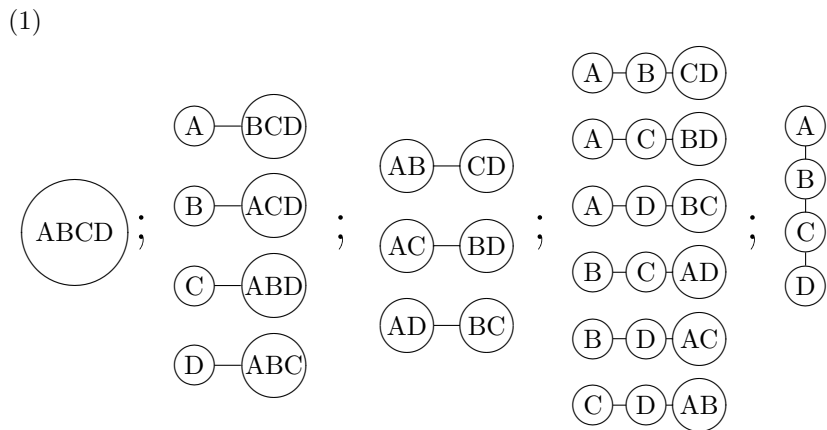 (1)
ABCD ;
A BCD
B ACD
C ABD
D ABC
;
AB CD
AC BD
AD BC
;
A B CD
A C BD
A D BC
B C AD
B D AC
C D AB
;
A
B
C
D